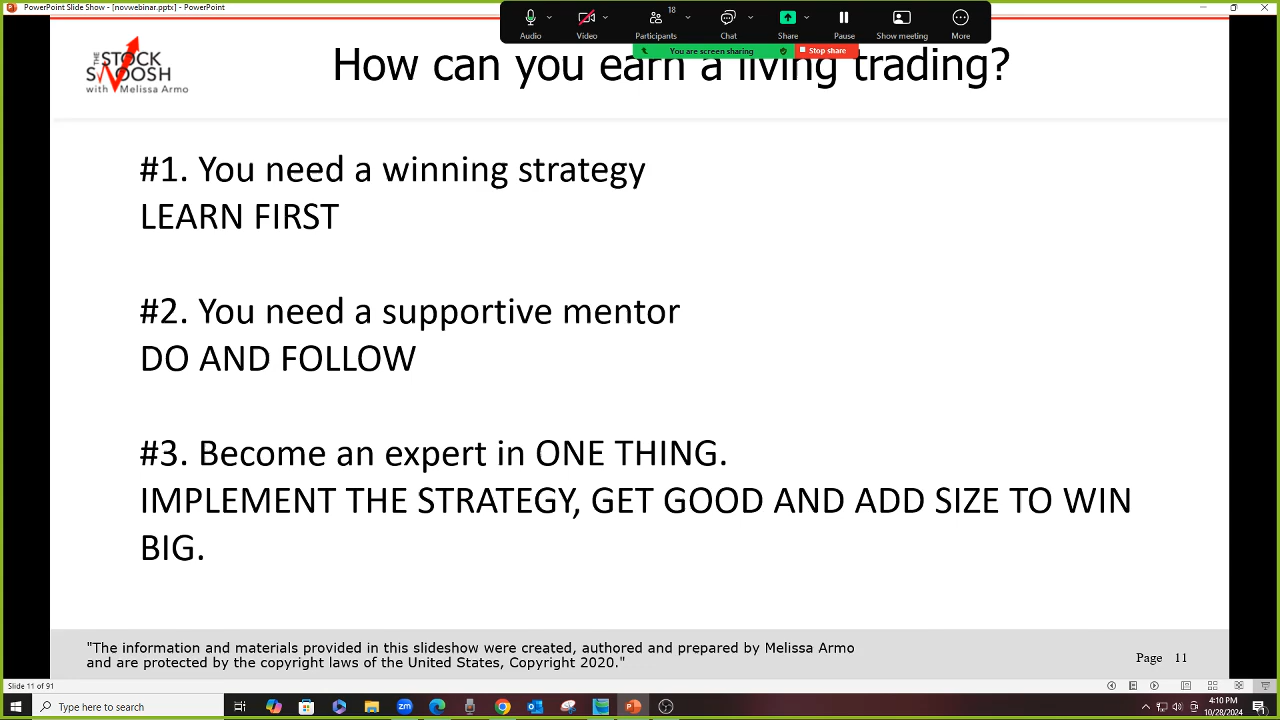 PowerPoint Slide Show - [novwebinar.pptx] - PowerPoint
18
Audio
Video
Participants
Chat
Share
Pause
Show meeting
More
You are screen sharing
Stop share
THE STOCK
SWOOSH
with Melissa Armo
How can you earn a living trading?
#1. You need a winning strategy
LEARN FIRST
#2. You need a supportive mentor
DO AND FOLLOW
#3. Become an expert in ONE THING.
IMPLEMENT THE STRATEGY, GET GOOD AND ADD SIZE TO WIN
BIG.
"The information and materials provided in this slideshow were created, authored and prepared by Melissa Armo
and are protected by the copyright laws of the United States, Copyright 2020."
Page 11
Slide 11 of 91
Type here to search
4:10 PM
10/28/2024